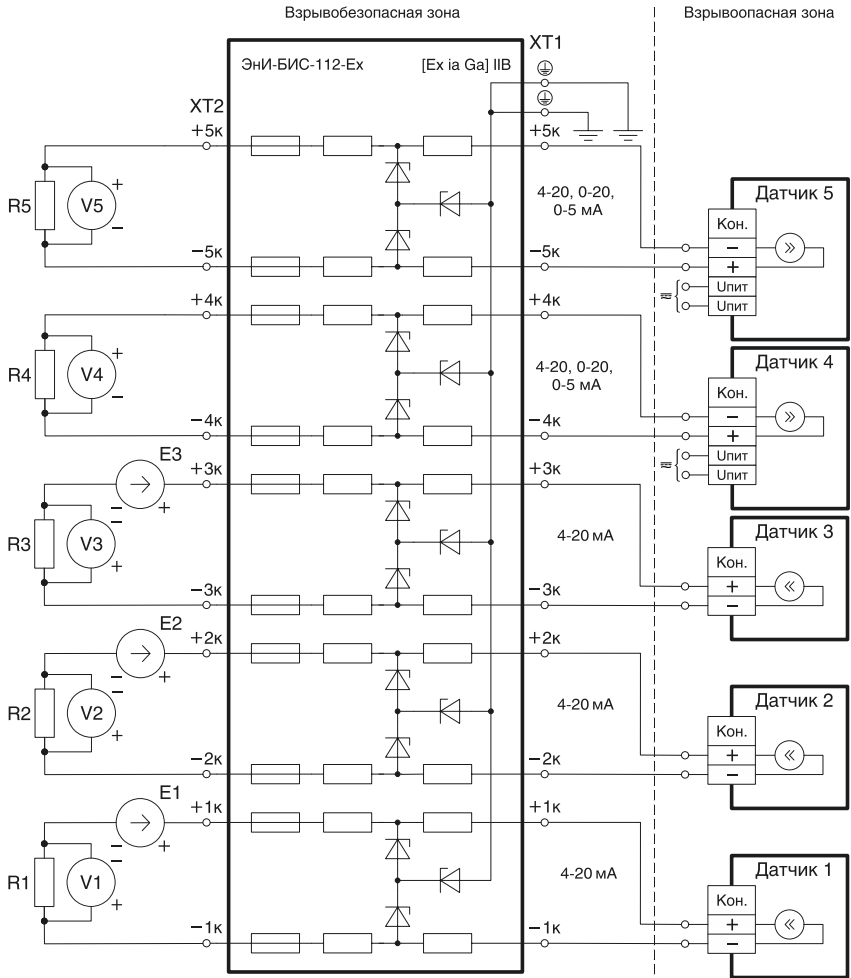 Взрывобезопасная зона
Взрывоопасная зона
ЭнИ-БИС-112-Ex [Ex ia Ga] IIB
XT1
XT2
+5к
+5к
R5
V5
+
−
4-20, 0-20,
0-5 мА
−5к
−5к
Датчик 5
Кон.
−
+
Uпит
Uпит
+4к
+4к
R4
V4
+
−
4-20, 0-20,
0-5 мА
−4к
−4к
Датчик 4
Кон.
−
+
Uпит
Uпит
E3
+3к
+3к
−
+
R3
V3
−
+
4-20 мА
−3к
−3к
Датчик 3
Кон.
+
−
E2
+2к
+2к
−
+
R2
V2
−
+
4-20 мА
−2к
−2к
Датчик 2
Кон.
+
−
E1
+1к
+1к
−
+
R1
V1
−
+
4-20 мА
−1к
−1к
Датчик 1
Кон.
+
−